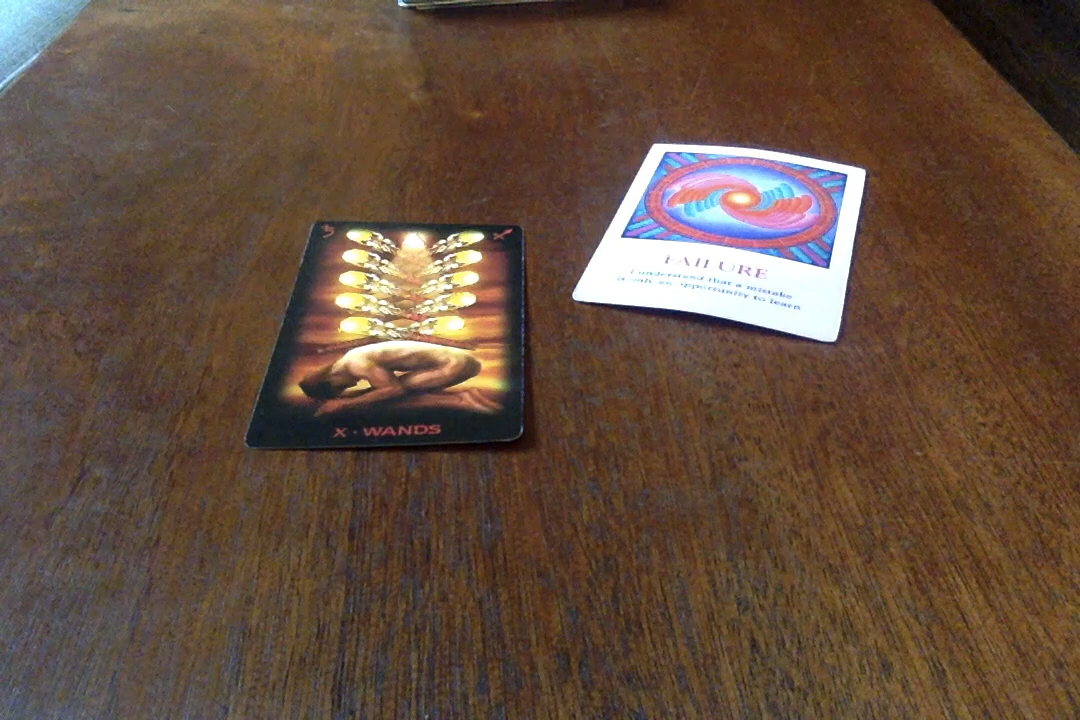 X · WANDS
FAILURE
I understand that a mistake
is only an opportunity to learn